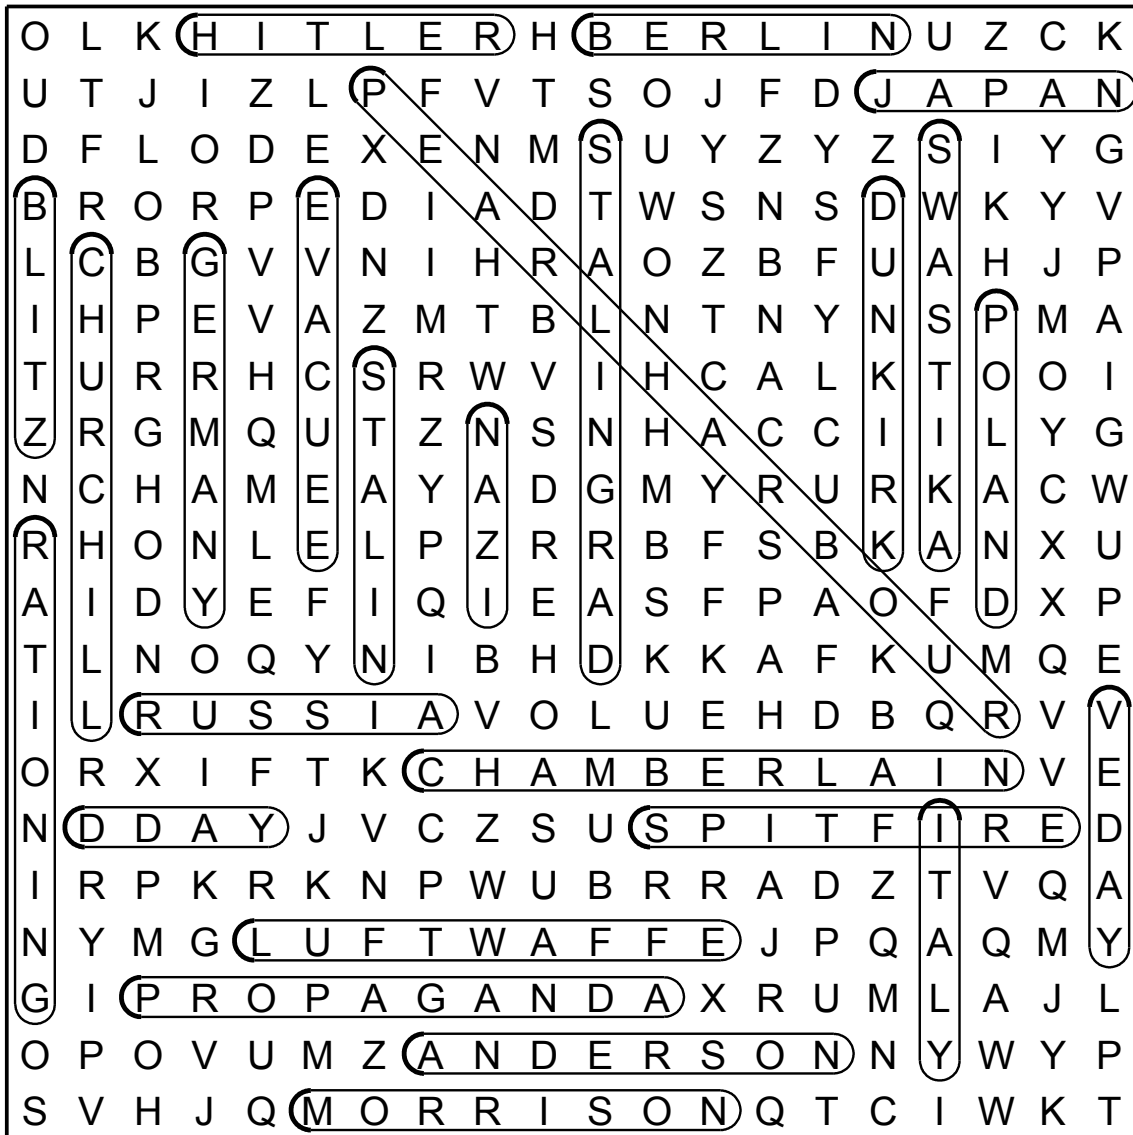 O L K H I T L E R H B E R L I N U Z C K
U T J I Z L P F V T S O J F D J A P A N
D F L O D E X E N M S U Y Z Y Z S I Y G
B R O R P E D I A D T W S N S D W K Y V
L C B G V V N I H R A O Z B F U A H J P
I H P E V A Z M T B L N T N Y N S P M A
T U R R H C S R W V I H C A L K T O O I
Z R G M Q U T Z N S N H A C C I I L Y G
N C H A M E A Y A D G M Y R U R K A C W
R H O N L E L P Z R R B F S B K A N X U
A I D Y E F I Q I E A S F P A O F D X P
T L N O Q Y N I B H D K K A F K U M Q E
I L R U S S I A V O L U E H D B Q R V V
O R X I F T K C H A M B E R L A I N V E
N D D A Y J V C Z S U S P I T F I R E D
I R P K R K N P W U B R R A D Z T V Q A
N Y M G L U F T W A F F E J P Q A Q M Y
G I P R O P A G A N D A X R U M L A J L
O P O V U M Z A N D E R S O N N Y W Y P
S V H J Q M O R R I S O N Q T C I W K T